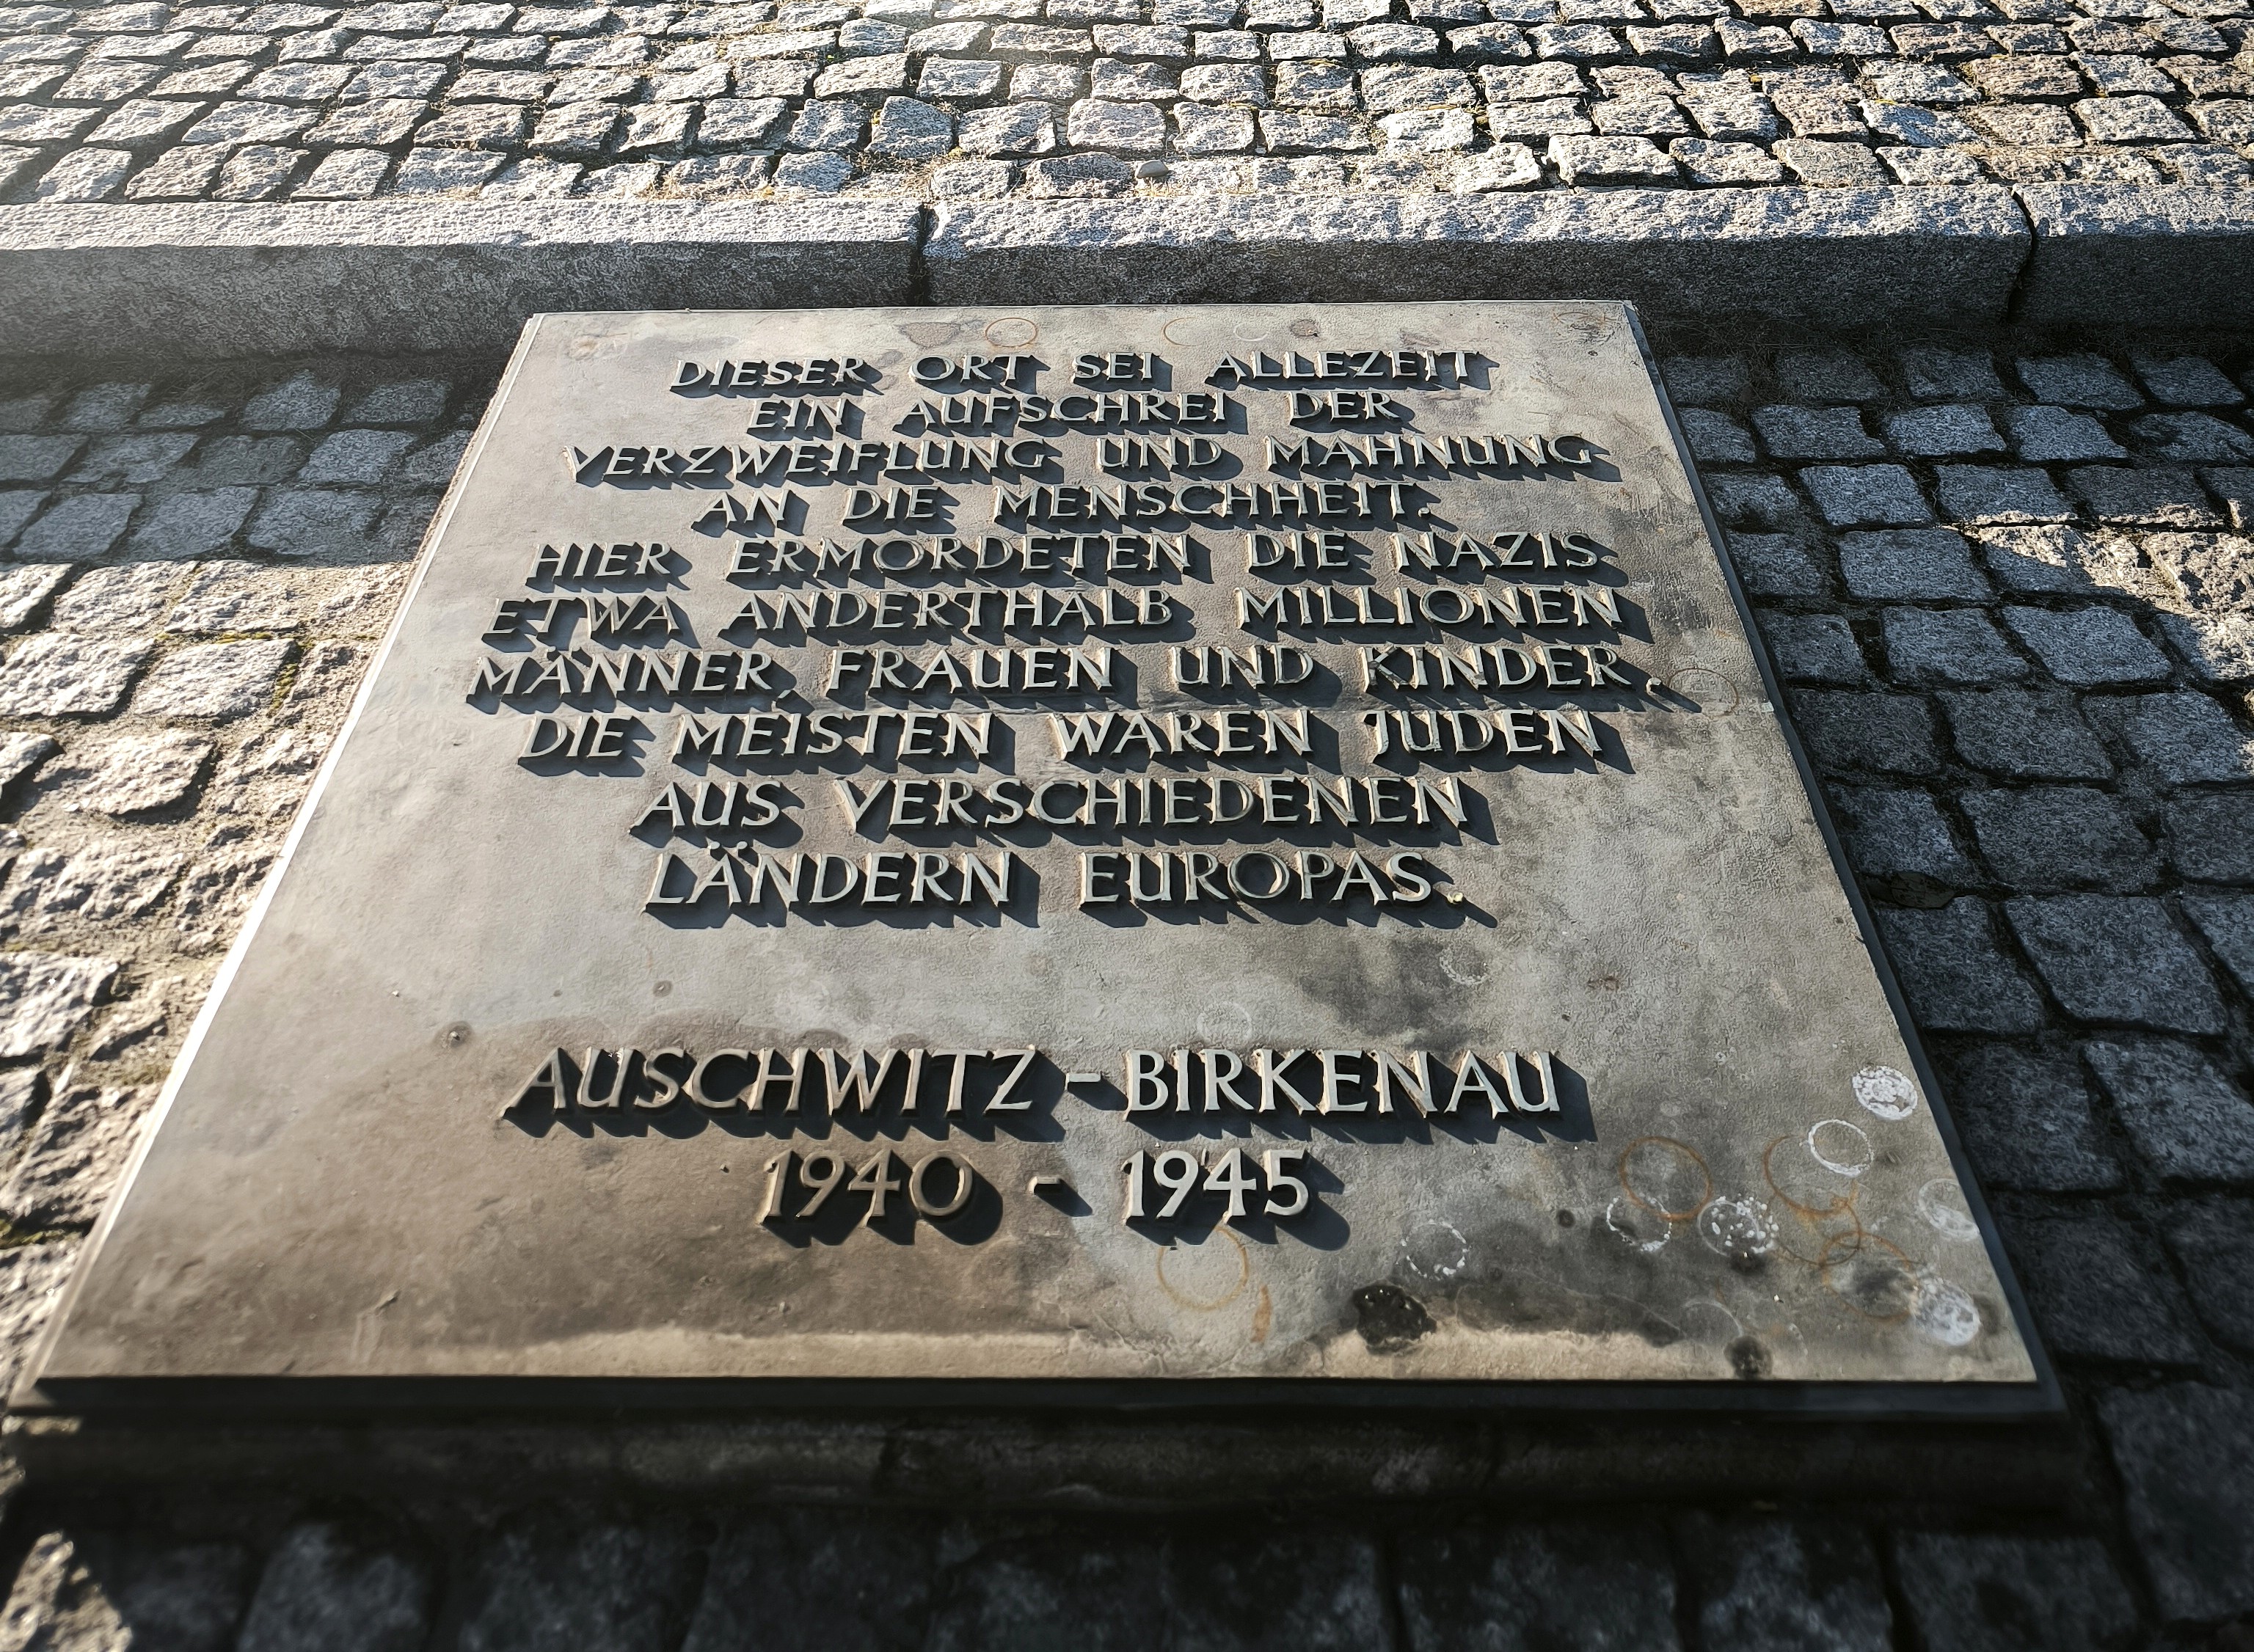 DIESER ORT SEI ALLEZEIT
EIN AUFSCHREI DER
VERZWEIFLUNG UND MAHNUNG
AN DIE MENSCHHEIT.
HIER ERMORDETEN DIE NAZIS
ETWA ANDERTHALB MILLIONEN
MÄNNER, FRAUEN UND KINDER.
DIE MEISTEN WAREN JUDEN
AUS VERSCHIEDENEN
LÄNDERN EUROPAS.
AUSCHWITZ-BIRKENAU
1940 - 1945